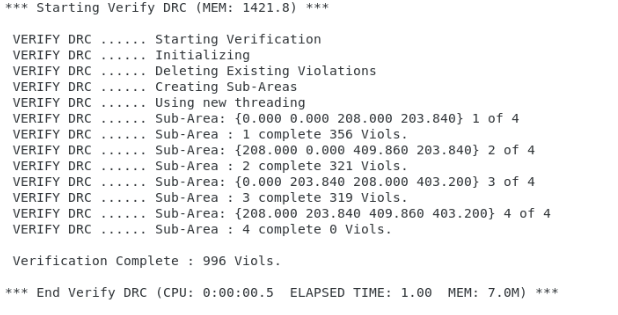 *** Starting Verify DRC (MEM: 1421.8) ***
VERIFY DRC ...... Starting Verification
VERIFY DRC ...... Initializing
VERIFY DRC ...... Deleting Existing Violations
VERIFY DRC ...... Creating Sub-Areas
VERIFY DRC ...... Using new threading
VERIFY DRC ...... Sub-Area: {0.000 0.000 208.000 203.840} 1 of 4
VERIFY DRC ...... Sub-Area : 1 complete 356 Viols.
VERIFY DRC ...... Sub-Area: {208.000 0.000 409.860 203.840} 2 of 4
VERIFY DRC ...... Sub-Area : 2 complete 321 Viols.
VERIFY DRC ...... Sub-Area: {0.000 203.840 208.000 403.200} 3 of 4
VERIFY DRC ...... Sub-Area : 3 complete 319 Viols.
VERIFY DRC ...... Sub-Area: {208.000 203.840 409.860 403.200} 4 of 4
VERIFY DRC ...... Sub-Area : 4 complete 0 Viols.
Verification Complete : 996 Viols.
*** End Verify DRC (CPU: 0:00:00.5  ELAPSED TIME: 1.00  MEM: 7.0M) ***